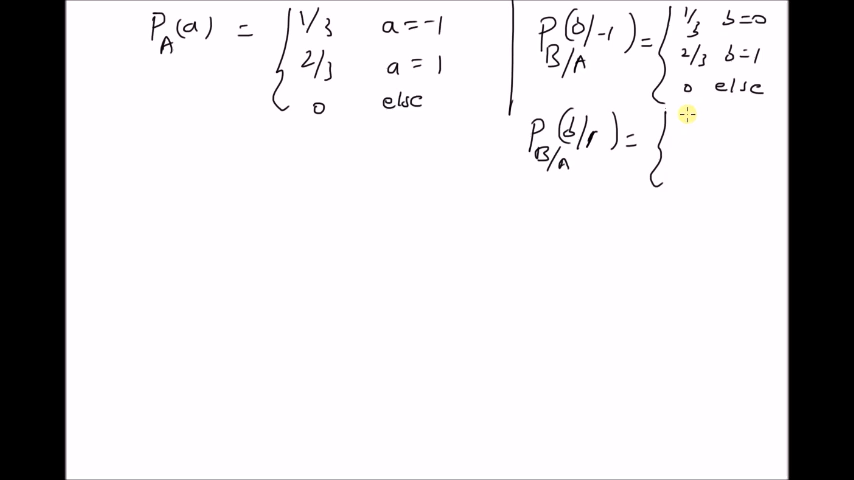 P_A(a) = { 1/3 a = -1
2/3 a = 1
0 else
P_B/A(b/-1) = { 1/3 b=0
2/3 b=1
0 else
P_B/A(b/1) = {